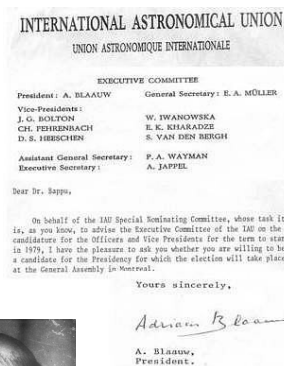 INTERNATIONAL ASTRONOMICAL UNION
UNION ASTRONOMIQUE INTERNATIONALE
EXECUTIVE COMMITTEE
President: A. BLAAUW General Secretary: E. A. MÜLLER
Vice-Presidents:
J. G. BOLTON W. IWANOWSKA
CH. FEHRENBACH E. K. KHARADZE
D. S. HEESCHEN S. VAN DEN BERGH
Assistant General Secretary: P. A. WAYMAN
Executive Secretary: A. JAPPEL
Dear Dr. Bappu,
On behalf of the IAU Special Nominating Committee, whose task it
is, as you know, to advise the Executive Committee of the IAU on the
candidature for the Officers and Vice Presidents for the term to start
in 1979, I have the pleasure to ask you whether you are willing to be
a candidate for the Presidency for which the election will take place
at the General Assembly in Montreal.
Yours sincerely,
Adriaan Blaauw
A. Blaauw,
President.